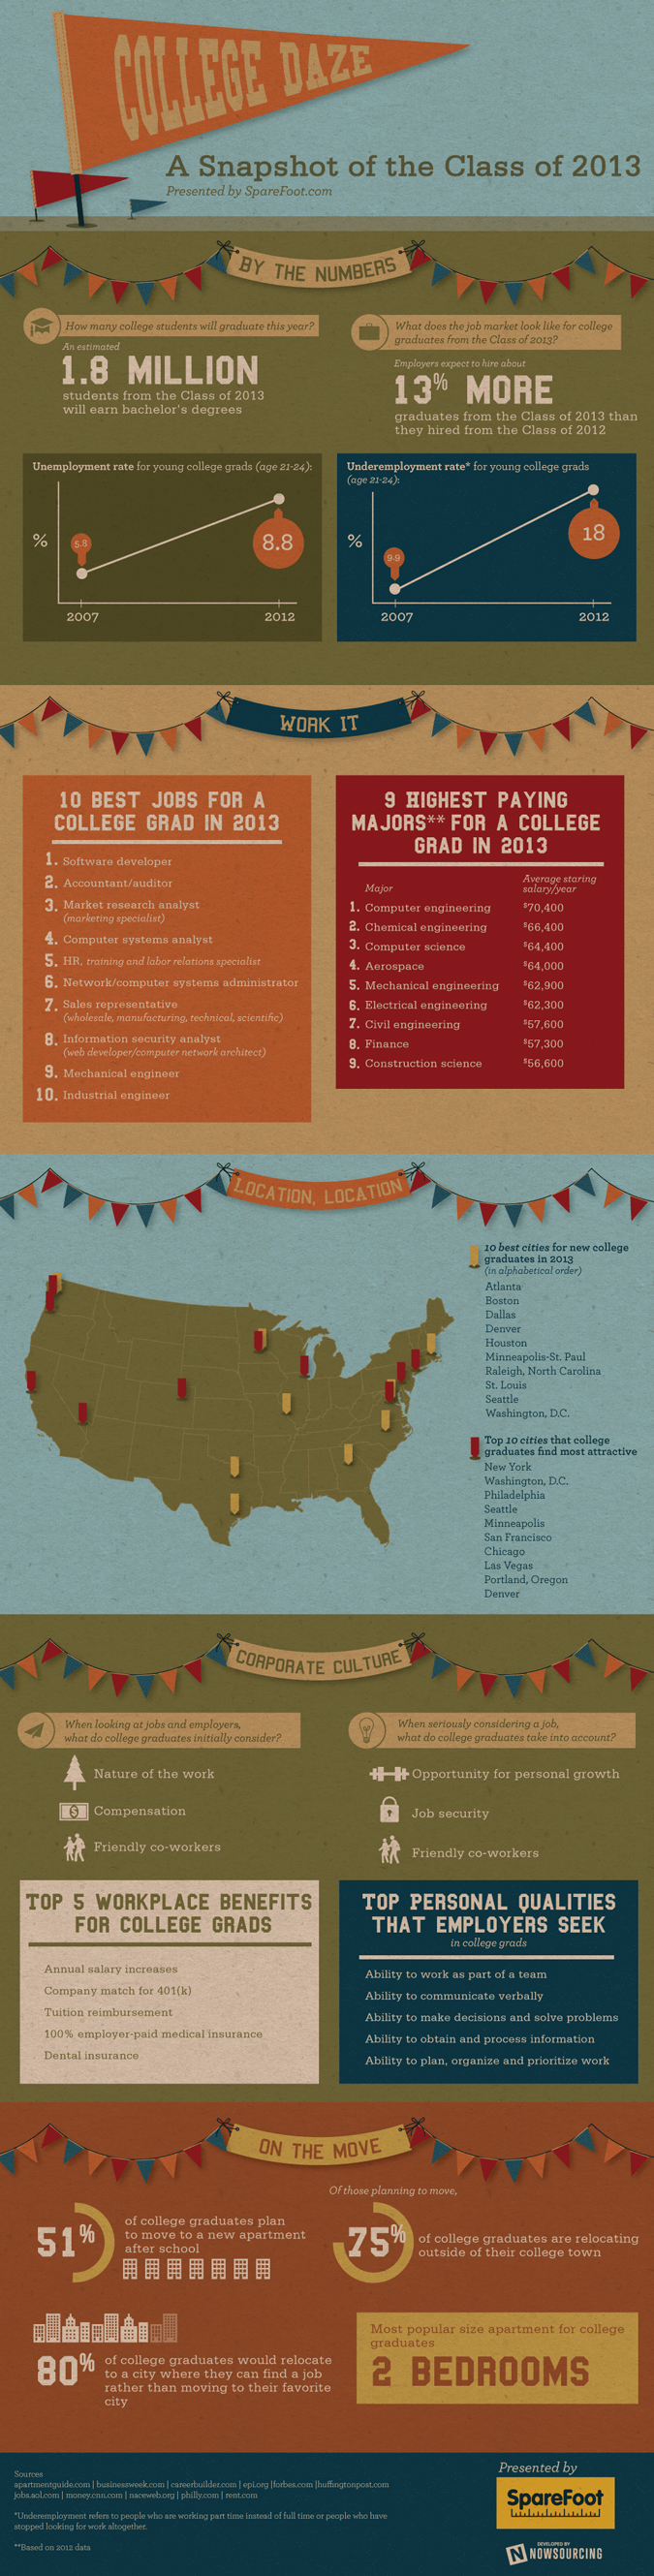 COLLEGE DAZE
A Snapshot of the Class of 2013
Presented by SpareFoot.com
BY THE NUMBERS
How many college students will graduate this year?
An estimated
1.8 MILLION
students from the Class of 2013
will earn bachelor's degrees
What does the job market look like for college
graduates from the Class of 2013?
Employers expect to hire about
13% MORE
graduates from the Class of 2013 than
they hired from the Class of 2012
Unemployment rate for young college grads (age 21-24):
%
5.8
8.8
2007
2012
Underemployment rate* for young college grads
(age 21-24):
%
9.9
18
2007
2012
WORK IT
10 BEST JOBS FOR A
COLLEGE GRAD IN 2013
1. Software developer
2. Accountant/auditor
3. Market research analyst
(marketing specialist)
4. Computer systems analyst
5. HR, training and labor relations specialist
6. Network/computer systems administrator
7. Sales representative
(wholesale, manufacturing, technical, scientific)
8. Information security analyst
(web developer/computer network architect)
9. Mechanical engineer
10. Industrial engineer
9 HIGHEST PAYING
MAJORS** FOR A COLLEGE
GRAD IN 2013
Major
Average staring
salary/year
1. Computer engineering $70,400
2. Chemical engineering $66,400
3. Computer science $64,400
4. Aerospace $64,000
5. Mechanical engineering $62,900
6. Electrical engineering $62,300
7. Civil engineering $57,600
8. Finance $57,300
9. Construction science $56,600
LOCATION, LOCATION
10 best cities for new college
graduates in 2013
(in alphabetical order)
Atlanta
Boston
Dallas
Denver
Houston
Minneapolis-St. Paul
Raleigh, North Carolina
St. Louis
Seattle
Washington, D.C.
Top 10 cities that college
graduates find most attractive
New York
Washington, D.C.
Philadelphia
Seattle
Minneapolis
San Francisco
Chicago
Las Vegas
Portland, Oregon
Denver
CORPORATE CULTURE
When looking at jobs and employers,
what do college graduates initially consider?
Nature of the work
$
Compensation
Friendly co-workers
When seriously considering a job,
what do college graduates take into account?
Opportunity for personal growth
Job security
Friendly co-workers
TOP 5 WORKPLACE BENEFITS
FOR COLLEGE GRADS
Annual salary increases
Company match for 401(k)
Tuition reimbursement
100% employer-paid medical insurance
Dental insurance
TOP PERSONAL QUALITIES
THAT EMPLOYERS SEEK
in college grads
Ability to work as part of a team
Ability to communicate verbally
Ability to make decisions and solve problems
Ability to obtain and process information
Ability to plan, organize and prioritize work
ON THE MOVE
51%
of college graduates plan
to move to a new apartment
after school
Of those planning to move,
75%
of college graduates are relocating
outside of their college town
80%
of college graduates would relocate
to a city where they can find a job
rather than moving to their favorite
city
Most popular size apartment for college
graduates
2 BEDROOMS
Sources
apartmentguide.com | businessweek.com | careerbuilder.com | epi.org |forbes.com |huffingtonpost.com
jobs.aol.com | money.cnn.com | naceweb.org | philly.com | rent.com
*Underemployment refers to people who are working part time instead of full time or people who have
stopped looking for work altogether.
**Based on 2012 data
Presented by
SpareFoot
DEVELOPED BY
N NOWSOURCING